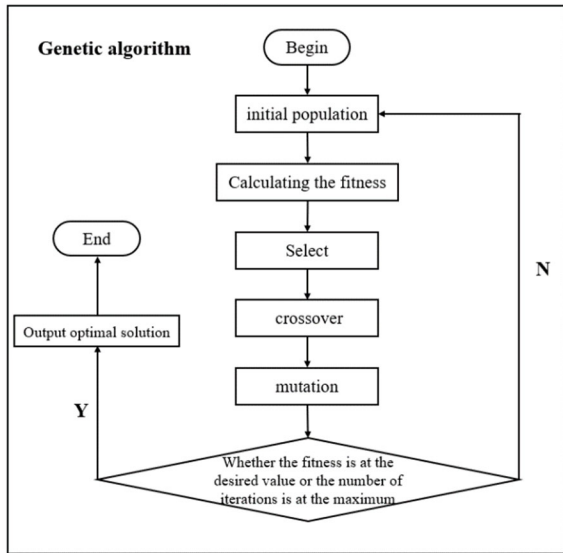 Genetic algorithm
Begin
initial population
Calculating the fitness
Select
crossover
mutation
Whether the fitness is at the
desired value or the number of
iterations is at the maximum
N
Y
Output optimal solution
End